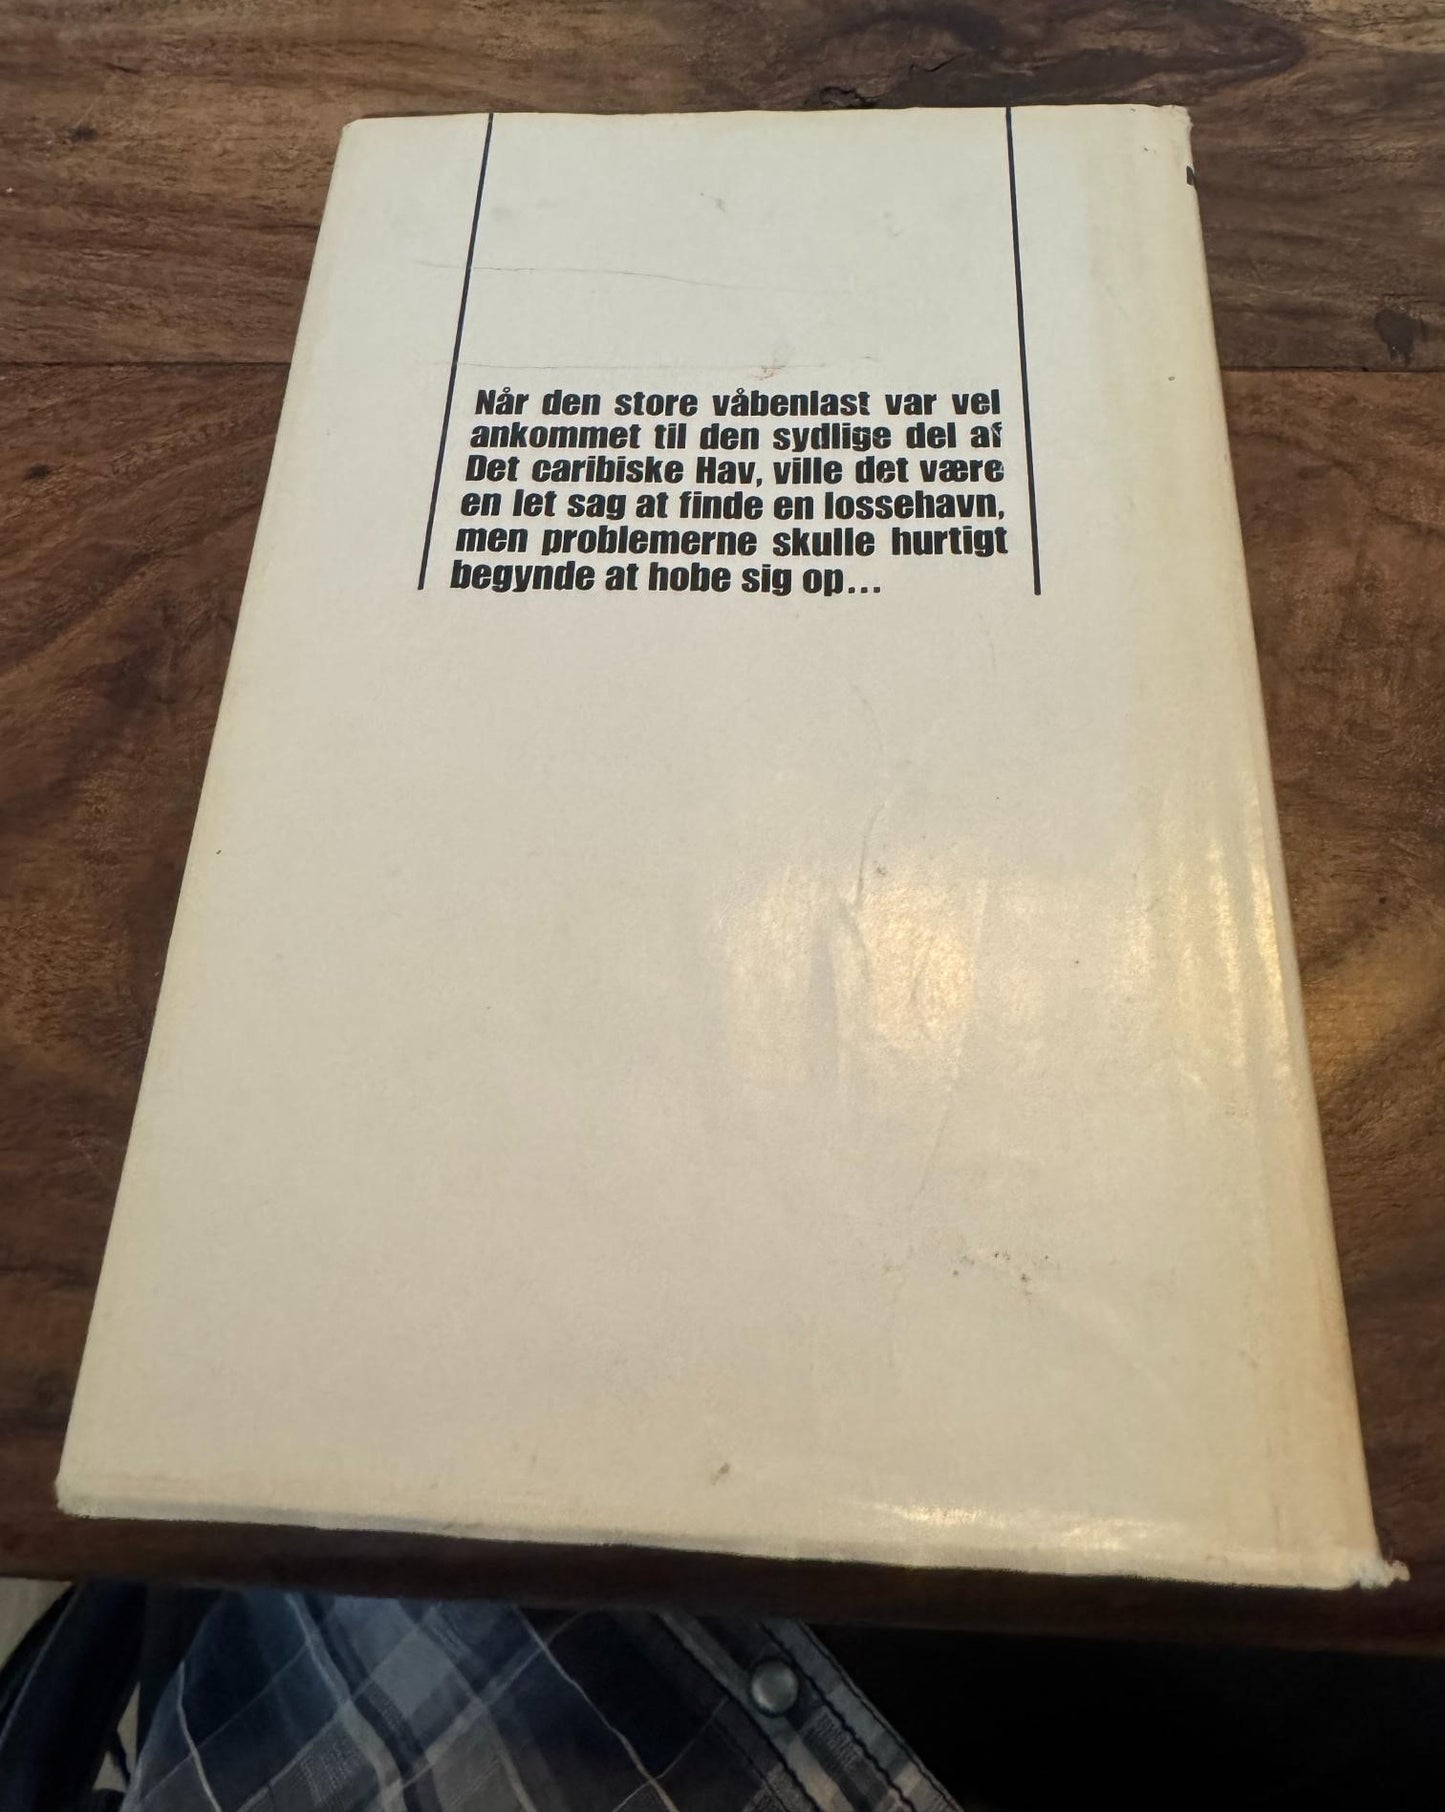 Når den store våbenlast var vel
ankommet til den sydlige del af
Det caribiske Hav, ville det være
en let sag at finde en lossehavn,
men problemerne skulle hurtigt
begynde at hobe sig op...